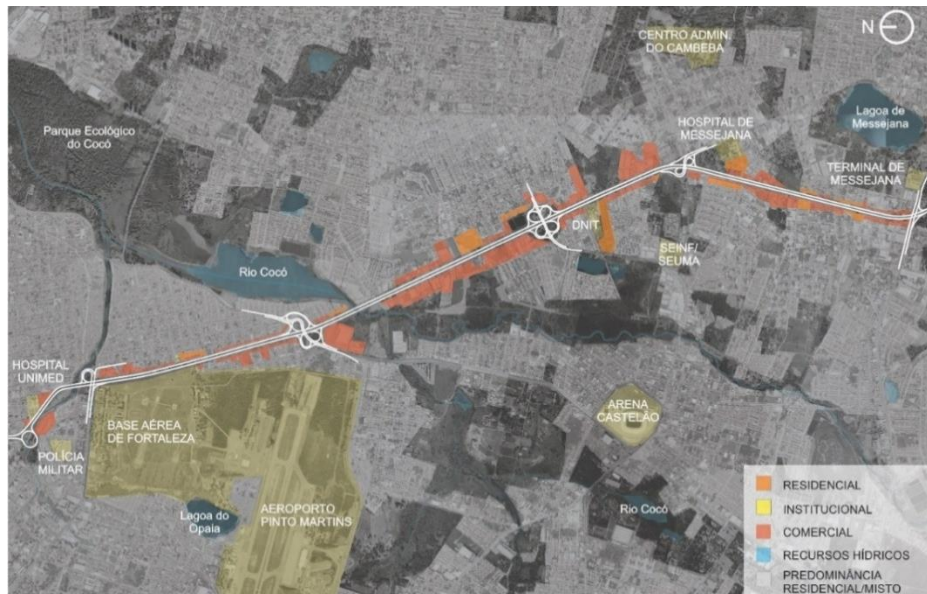 CENTRO ADMIN.
DO CAMBEBA
N
Parque Ecológico
do Cocó
HOSPITAL DE
MESSEJANA
Lagoa de
Messejana
TERMINAL DE
MESSEJANA
DNIT
SEINF/
SEUMA
Rio Cocó
HOSPITAL
UNIMED
BASE AÉREA
DE FORTALEZA
POLÍCIA
MILITAR
ARENA
CASTELÃO
Lagoa do
Opaia
AEROPORTO
PINTO MARTINS
Rio Cocó
RESIDENCIAL
INSTITUCIONAL
COMERCIAL
RECURSOS HÍDRICOS
PREDOMINÂNCIA
RESIDENCIAL/MISTO